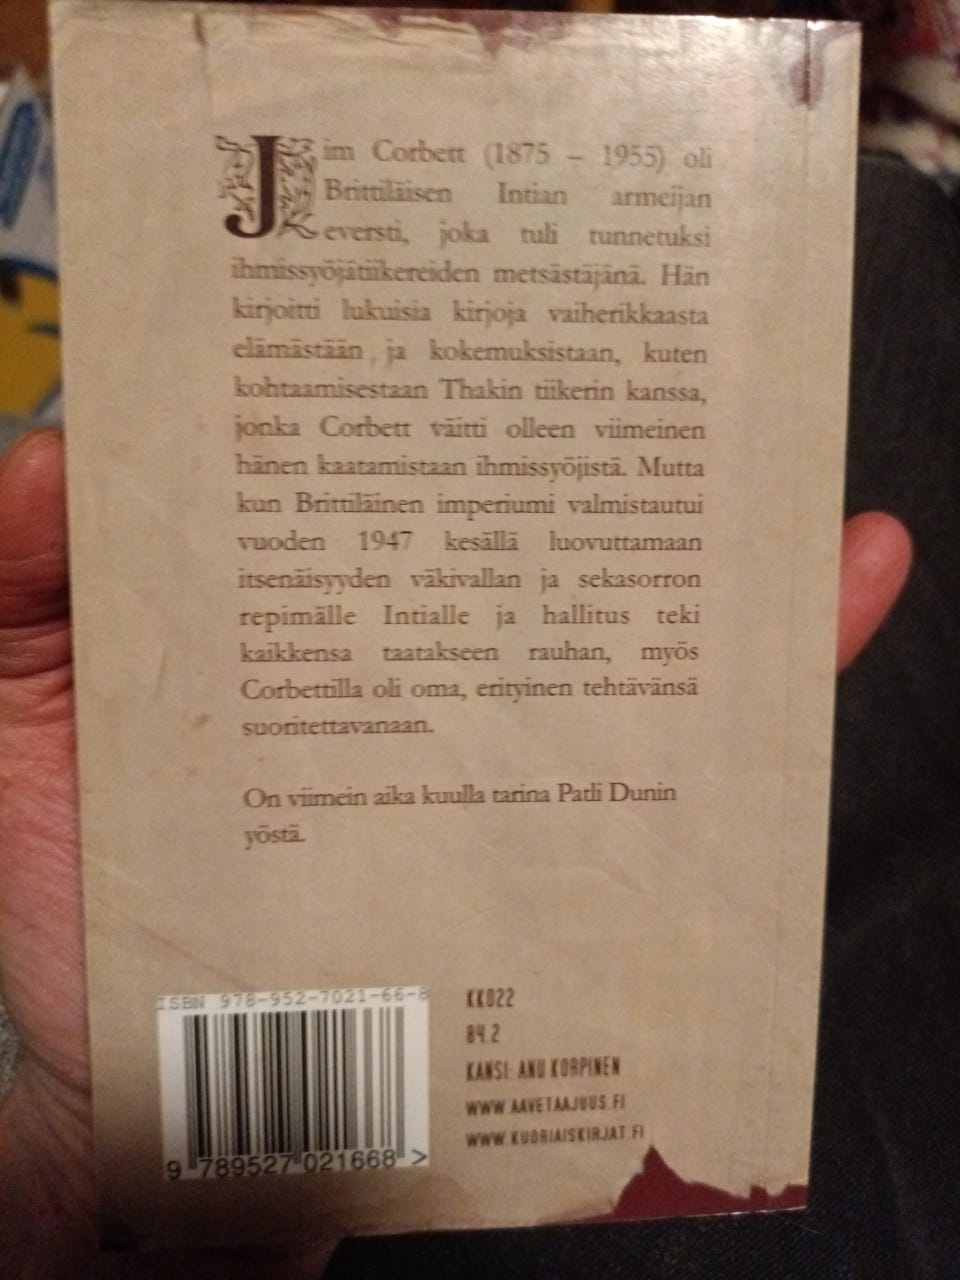 Jim Corbett (1875 – 1955) oli
Brittiläisen Intian armeijan
eversti, joka tuli tunnetuksi
ihmissyöjätiikereiden metsästäjänä. Hän
kirjoitti lukuisia kirjoja vaiherikkaasta
elämästään ja kokemuksistaan, kuten
kohtaamisestaan Thakin tiikerin kanssa,
jonka Corbett väitti olleen viimeinen
hänen kaatamistaan ihmissyöjistä. Mutta
kun Brittiläinen imperiumi valmistautui
vuoden 1947 kesällä luovuttamaan
itsenäisyyden väkivallan ja sekasorron
repimälle Intialle ja hallitus teki
kaikkensa taatakseen rauhan, myös
Corbettilla oli oma, erityinen tehtävänsä
suoritettavanaan.
On viimein aika kuulla tarina Patli Dunin
yöstä.
ISBN 978-952-7021-66-8
9 789527 021668 >
KK022
84.2
KANSI: ANU KORPINEN
WWW.AAVETAAJUUS.FI
WWW.KUORIAISKIRJAT.FI